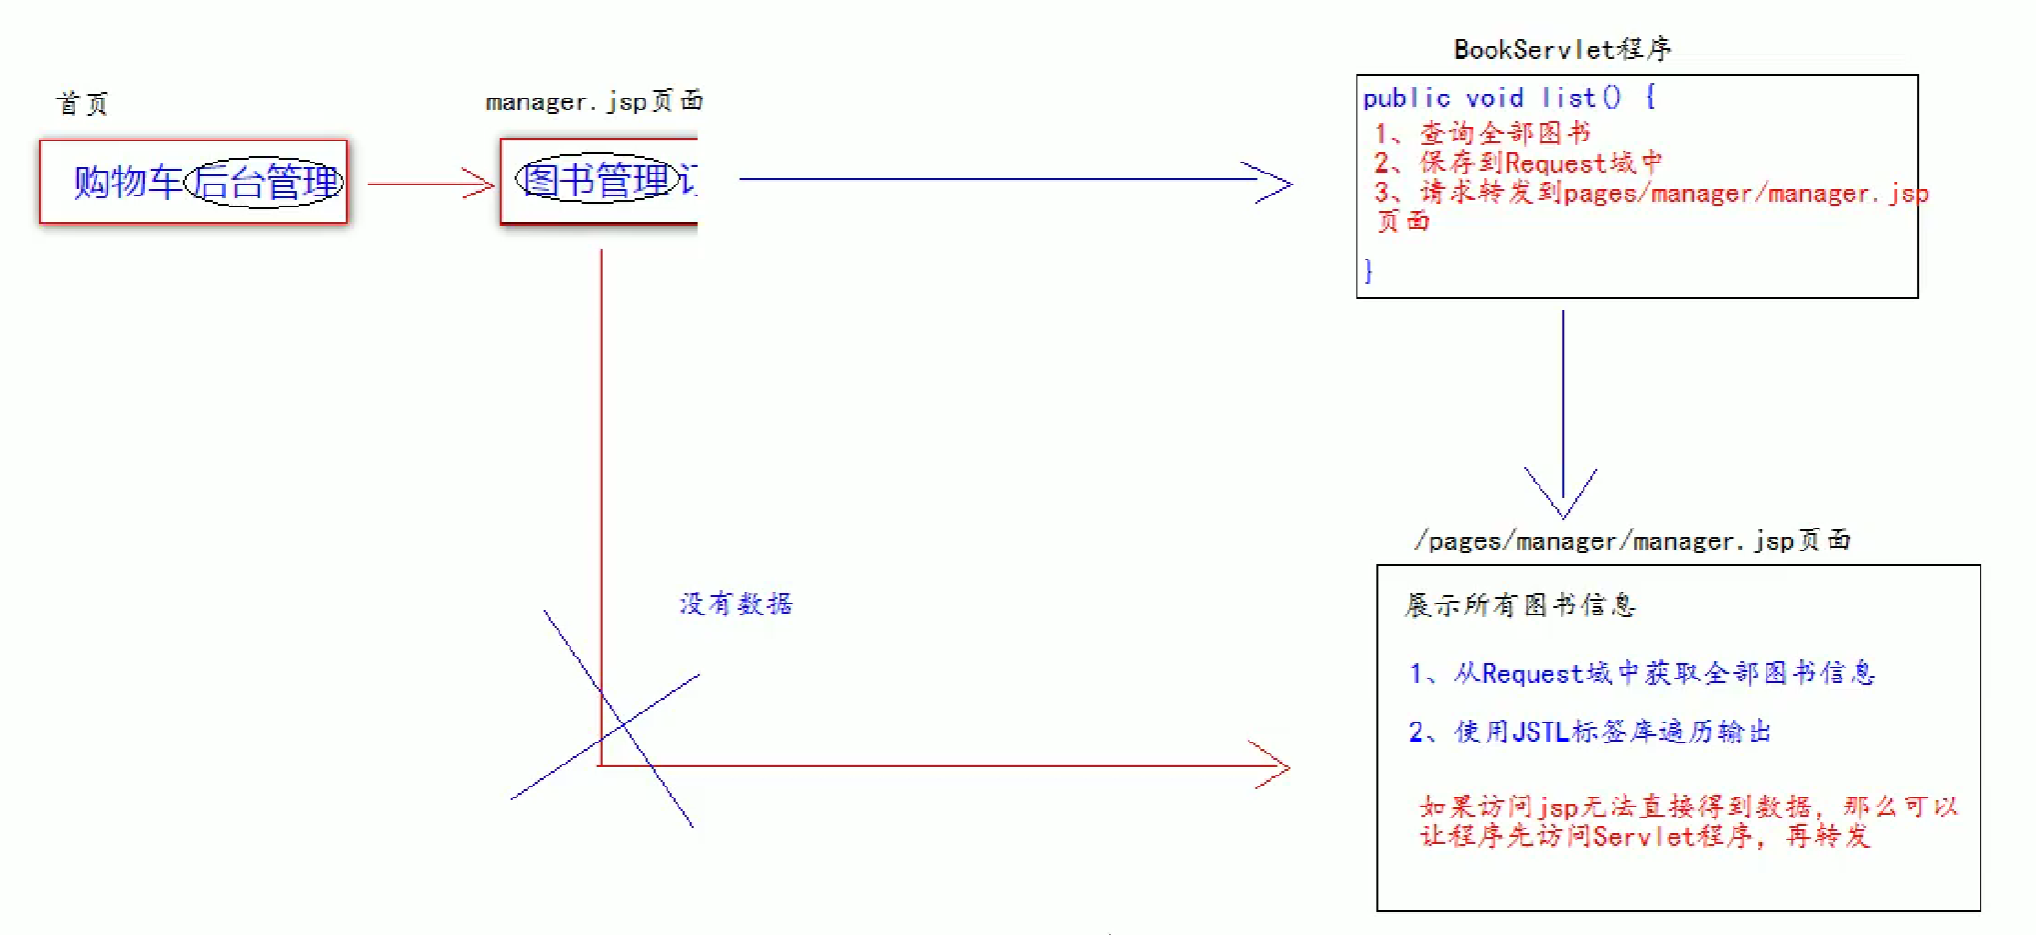 首页
购物车 后台管理
manager.jsp页面
图书管理
BookServlet程序
public void list() {
1、查询全部图书
2、保存到Request域中
3、请求转发到pages/manager/manager.jsp
页面
}
没有数据
/pages/manager/manager.jsp页面
展示所有图书信息
1、从Request域中获取全部图书信息
2、使用JSTL标签库遍历输出
如果访问jsp无法直接得到数据，那么可以
让程序先访问Servlet程序，再转发